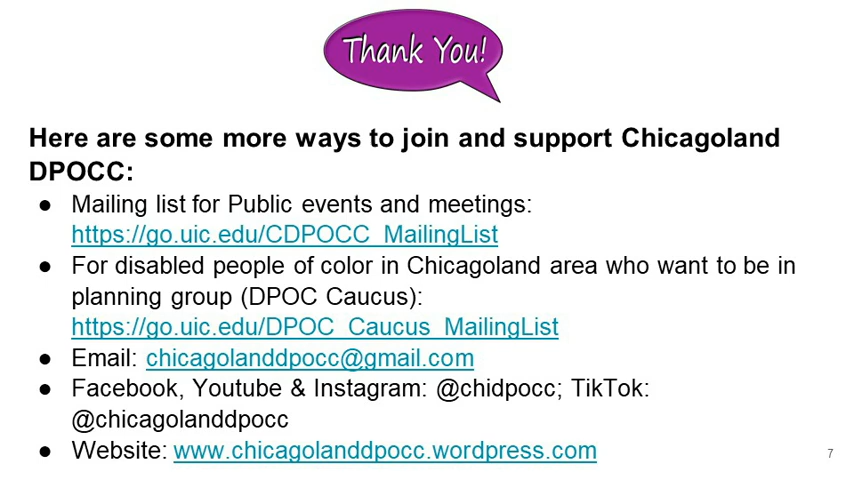 Thank You!
Here are some more ways to join and support Chicagoland
DPOCC:
● Mailing list for Public events and meetings:
https://go.uic.edu/CDPOCC_MailingList
● For disabled people of color in Chicagoland area who want to be in
planning group (DPOC Caucus):
https://go.uic.edu/DPOC_Caucus_MailingList
● Email: chicagolanddpocc@gmail.com
● Facebook, Youtube & Instagram: @chidpocc; TikTok:
@chicagolanddpocc
● Website: www.chicagolanddpocc.wordpress.com
7